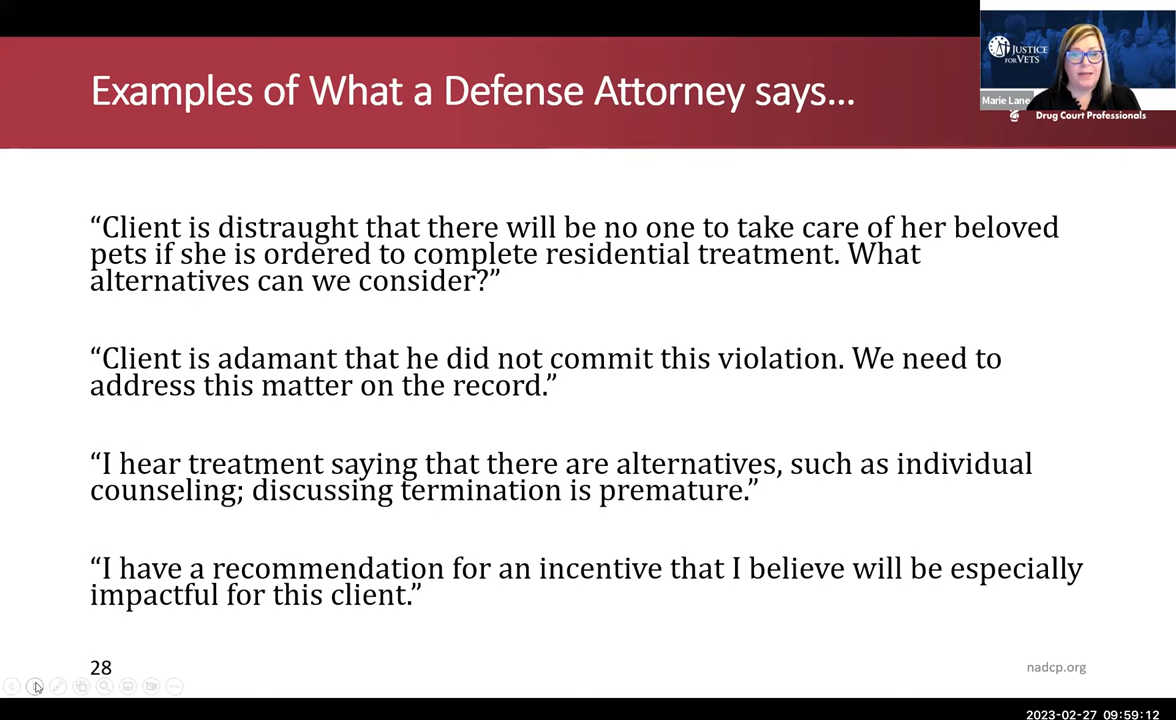 Examples of What a Defense Attorney says...
JUSTICE
FOR VETS
Marie Lane
Drug Court Professionals
“Client is distraught that there will be no one to take care of her beloved
pets if she is ordered to complete residential treatment. What
alternatives can we consider?”
“Client is adamant that he did not commit this violation. We need to
address this matter on the record.”
“I hear treatment saying that there are alternatives, such as individual
counseling; discussing termination is premature.”
“I have a recommendation for an incentive that I believe will be especially
impactful for this client.”
28
nadcp.org
2023-02-27 09:59:12